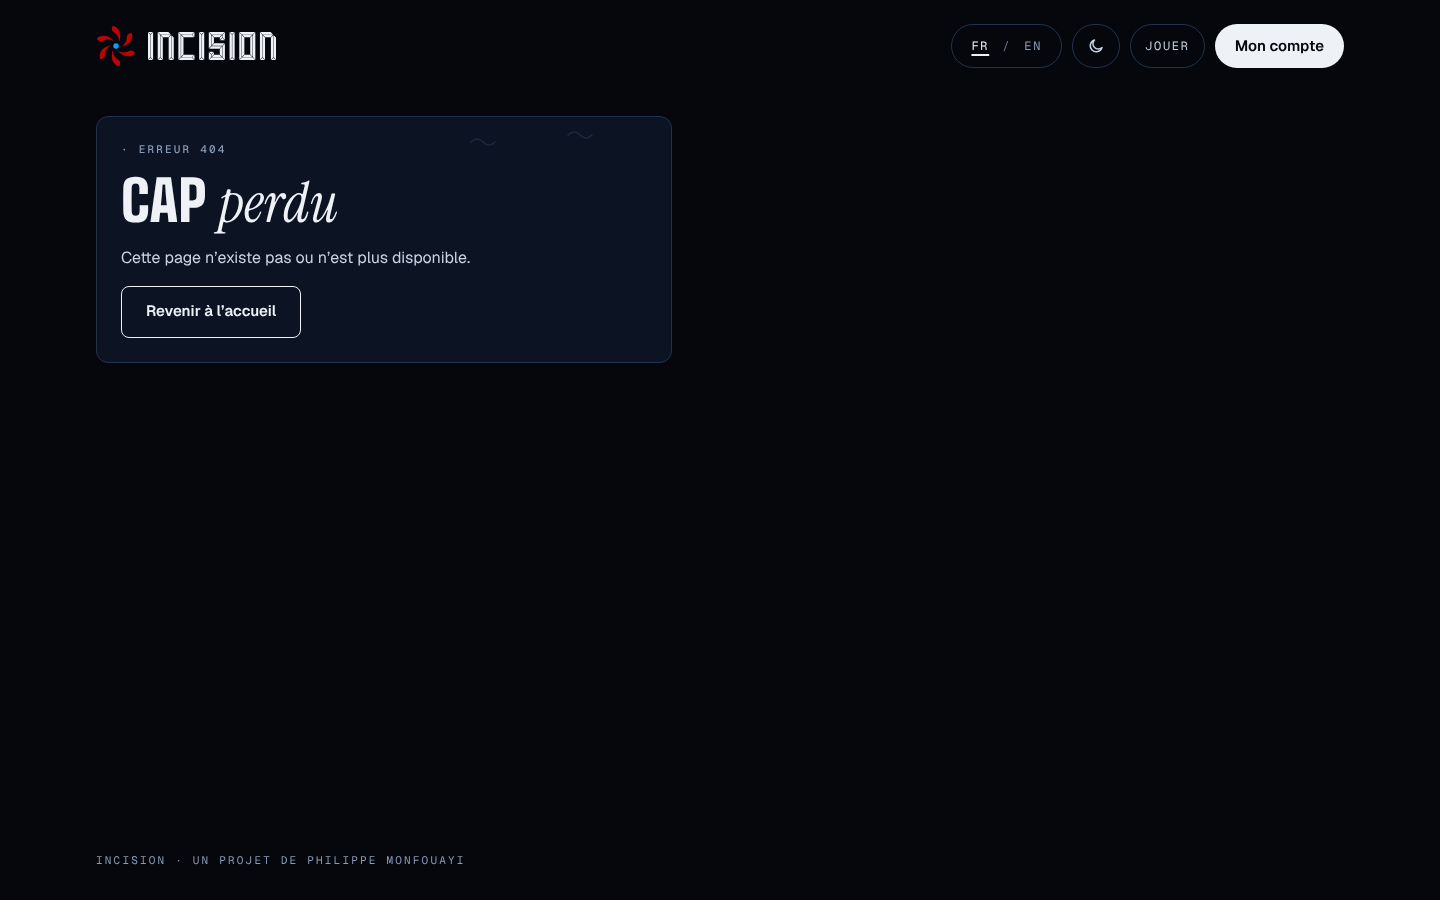 INCISION
FR / EN
JOUER
Mon compte
· ERREUR 404
CAP perdu
Cette page n’existe pas ou n’est plus disponible.
Revenir à l’accueil
INCISION · UN PROJET DE PHILIPPE MONFOUAYI